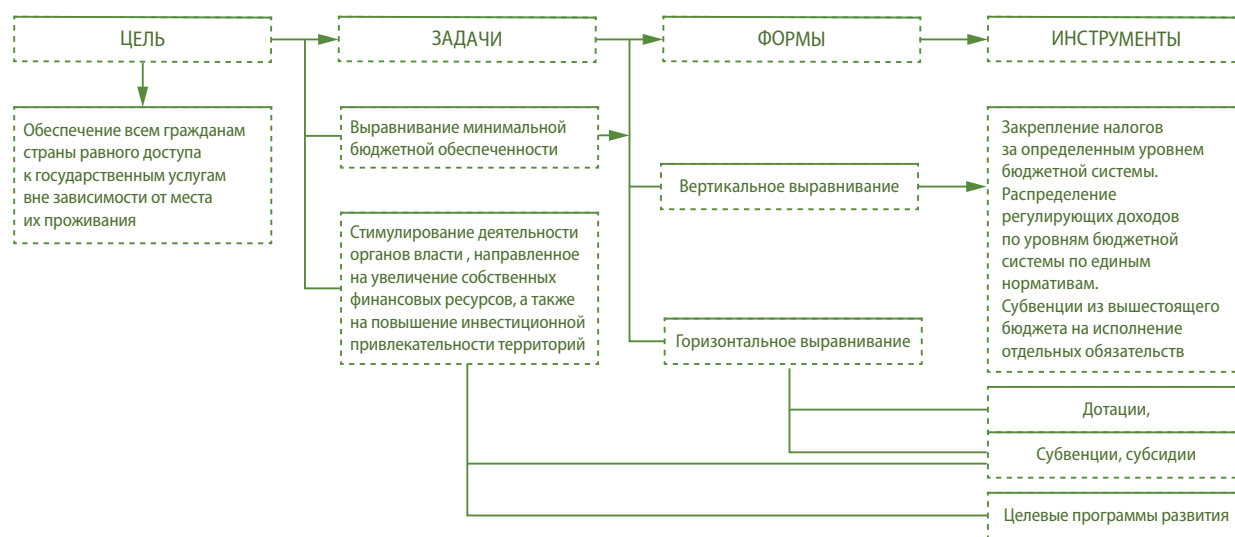 ЦЕЛЬ
ЗАДАЧИ
ФОРМЫ
ИНСТРУМЕНТЫ
Обеспечение всем гражданам
страны равного доступа
к государственным услугам
вне зависимости от места
их проживания
Выравнивание минимальной
бюджетной обеспеченности
Стимулирование деятельности
органов власти , направленное
на увеличение собственных
финансовых ресурсов, а также
на повышение инвестиционной
привлекательности территорий
Вертикальное выравнивание
Горизонтальное выравнивание
Закрепление налогов
за определенным уровнем
бюджетной системы.
Распределение
регулирующих доходов
по уровням бюджетной
системы по единым
нормативам.
Субвенции из вышестоящего
бюджета на исполнение
отдельных обязательств
Дотации,
Субвенции, субсидии
Целевые программы развития